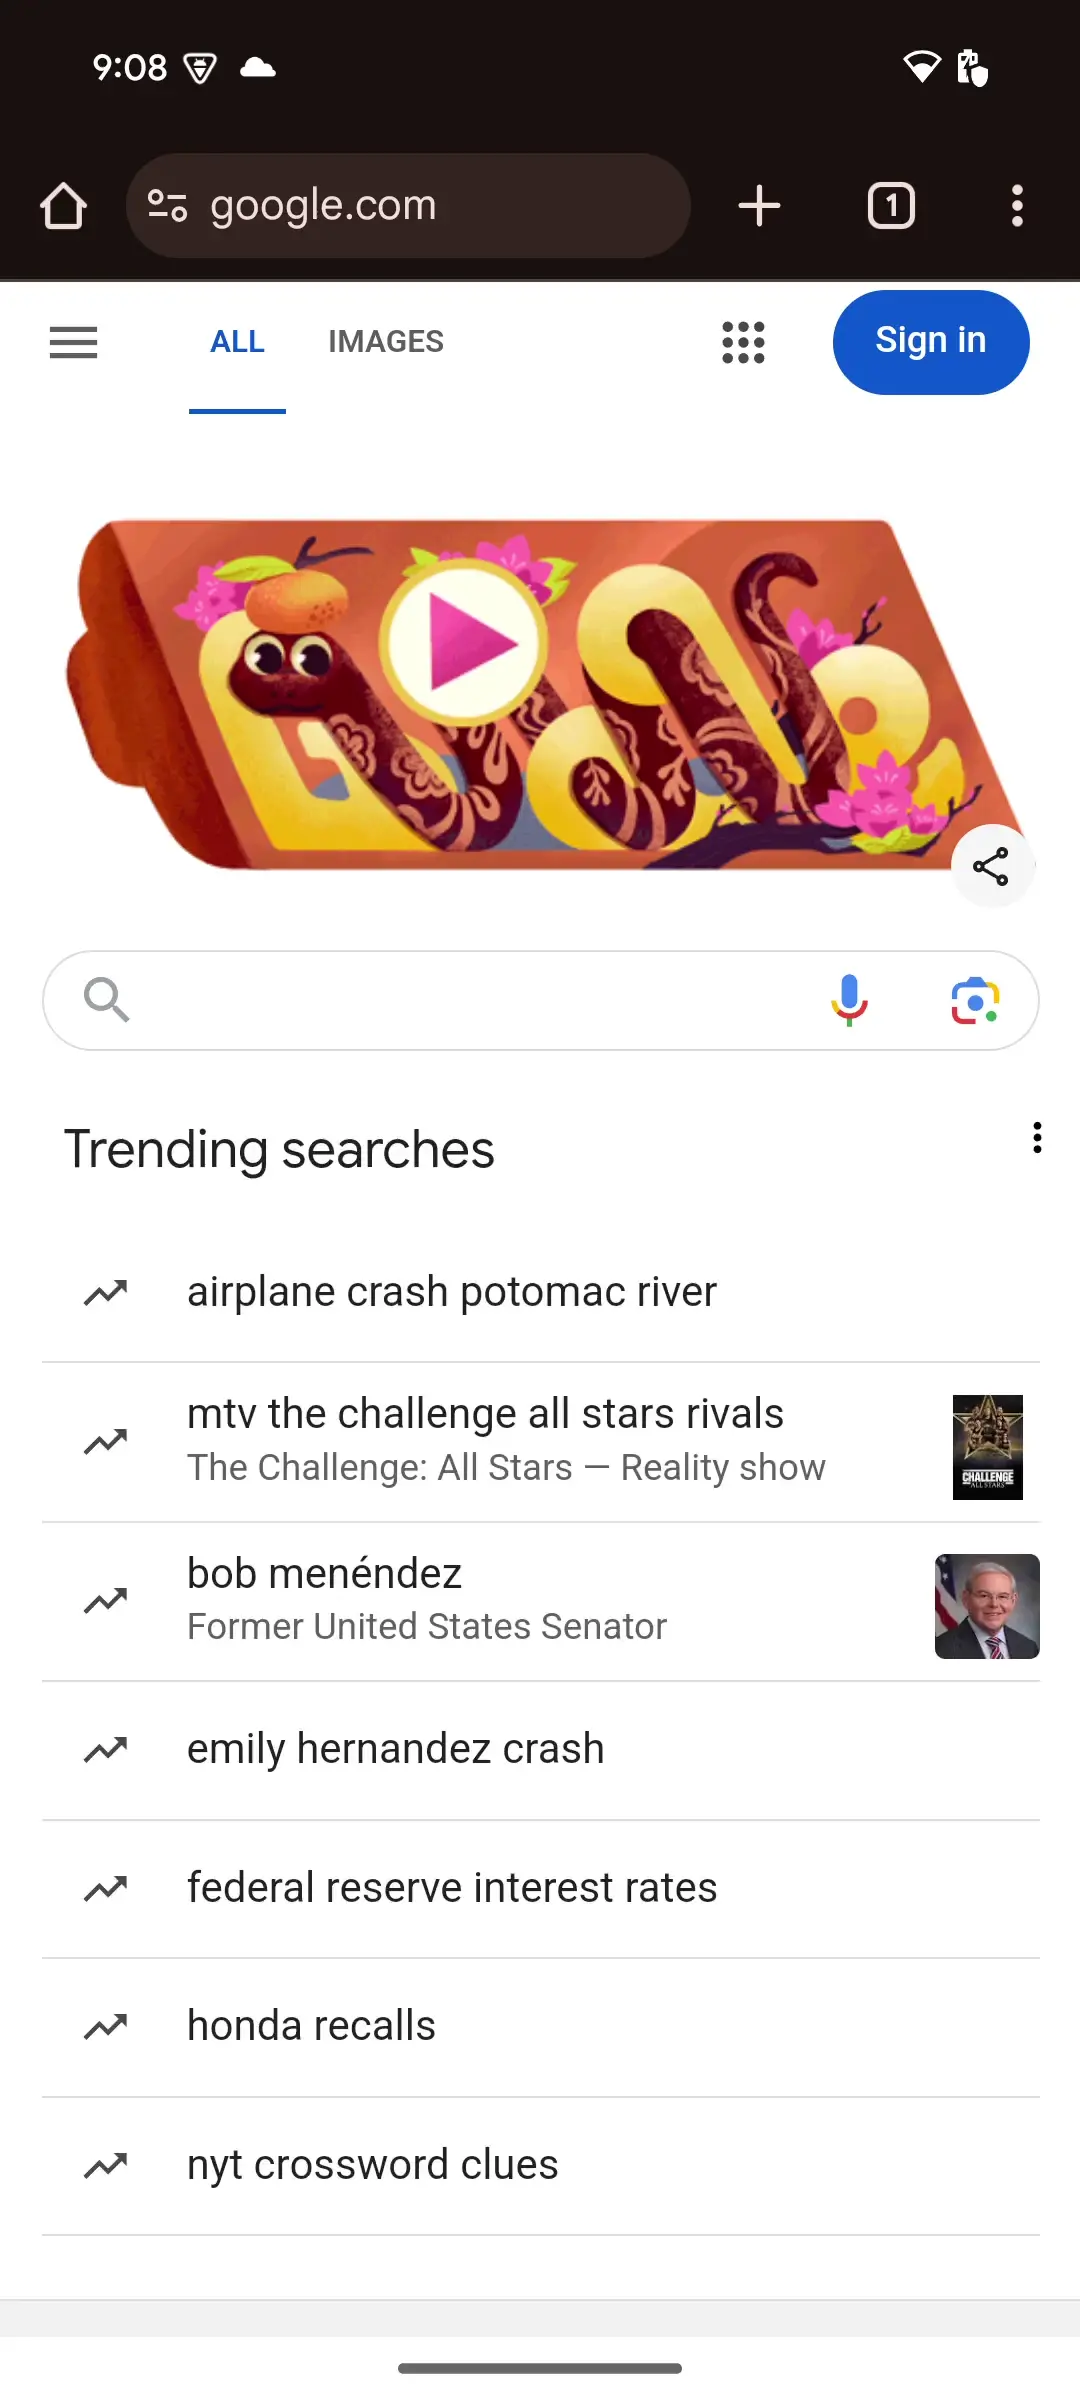 9:08
google.com
1
ALL IMAGES
Sign in
Trending searches
airplane crash potomac river
mtv the challenge all stars rivals
The Challenge: All Stars — Reality show
CHALLENGE
ALL STARS
bob menéndez
Former United States Senator
emily hernandez crash
federal reserve interest rates
honda recalls
nyt crossword clues